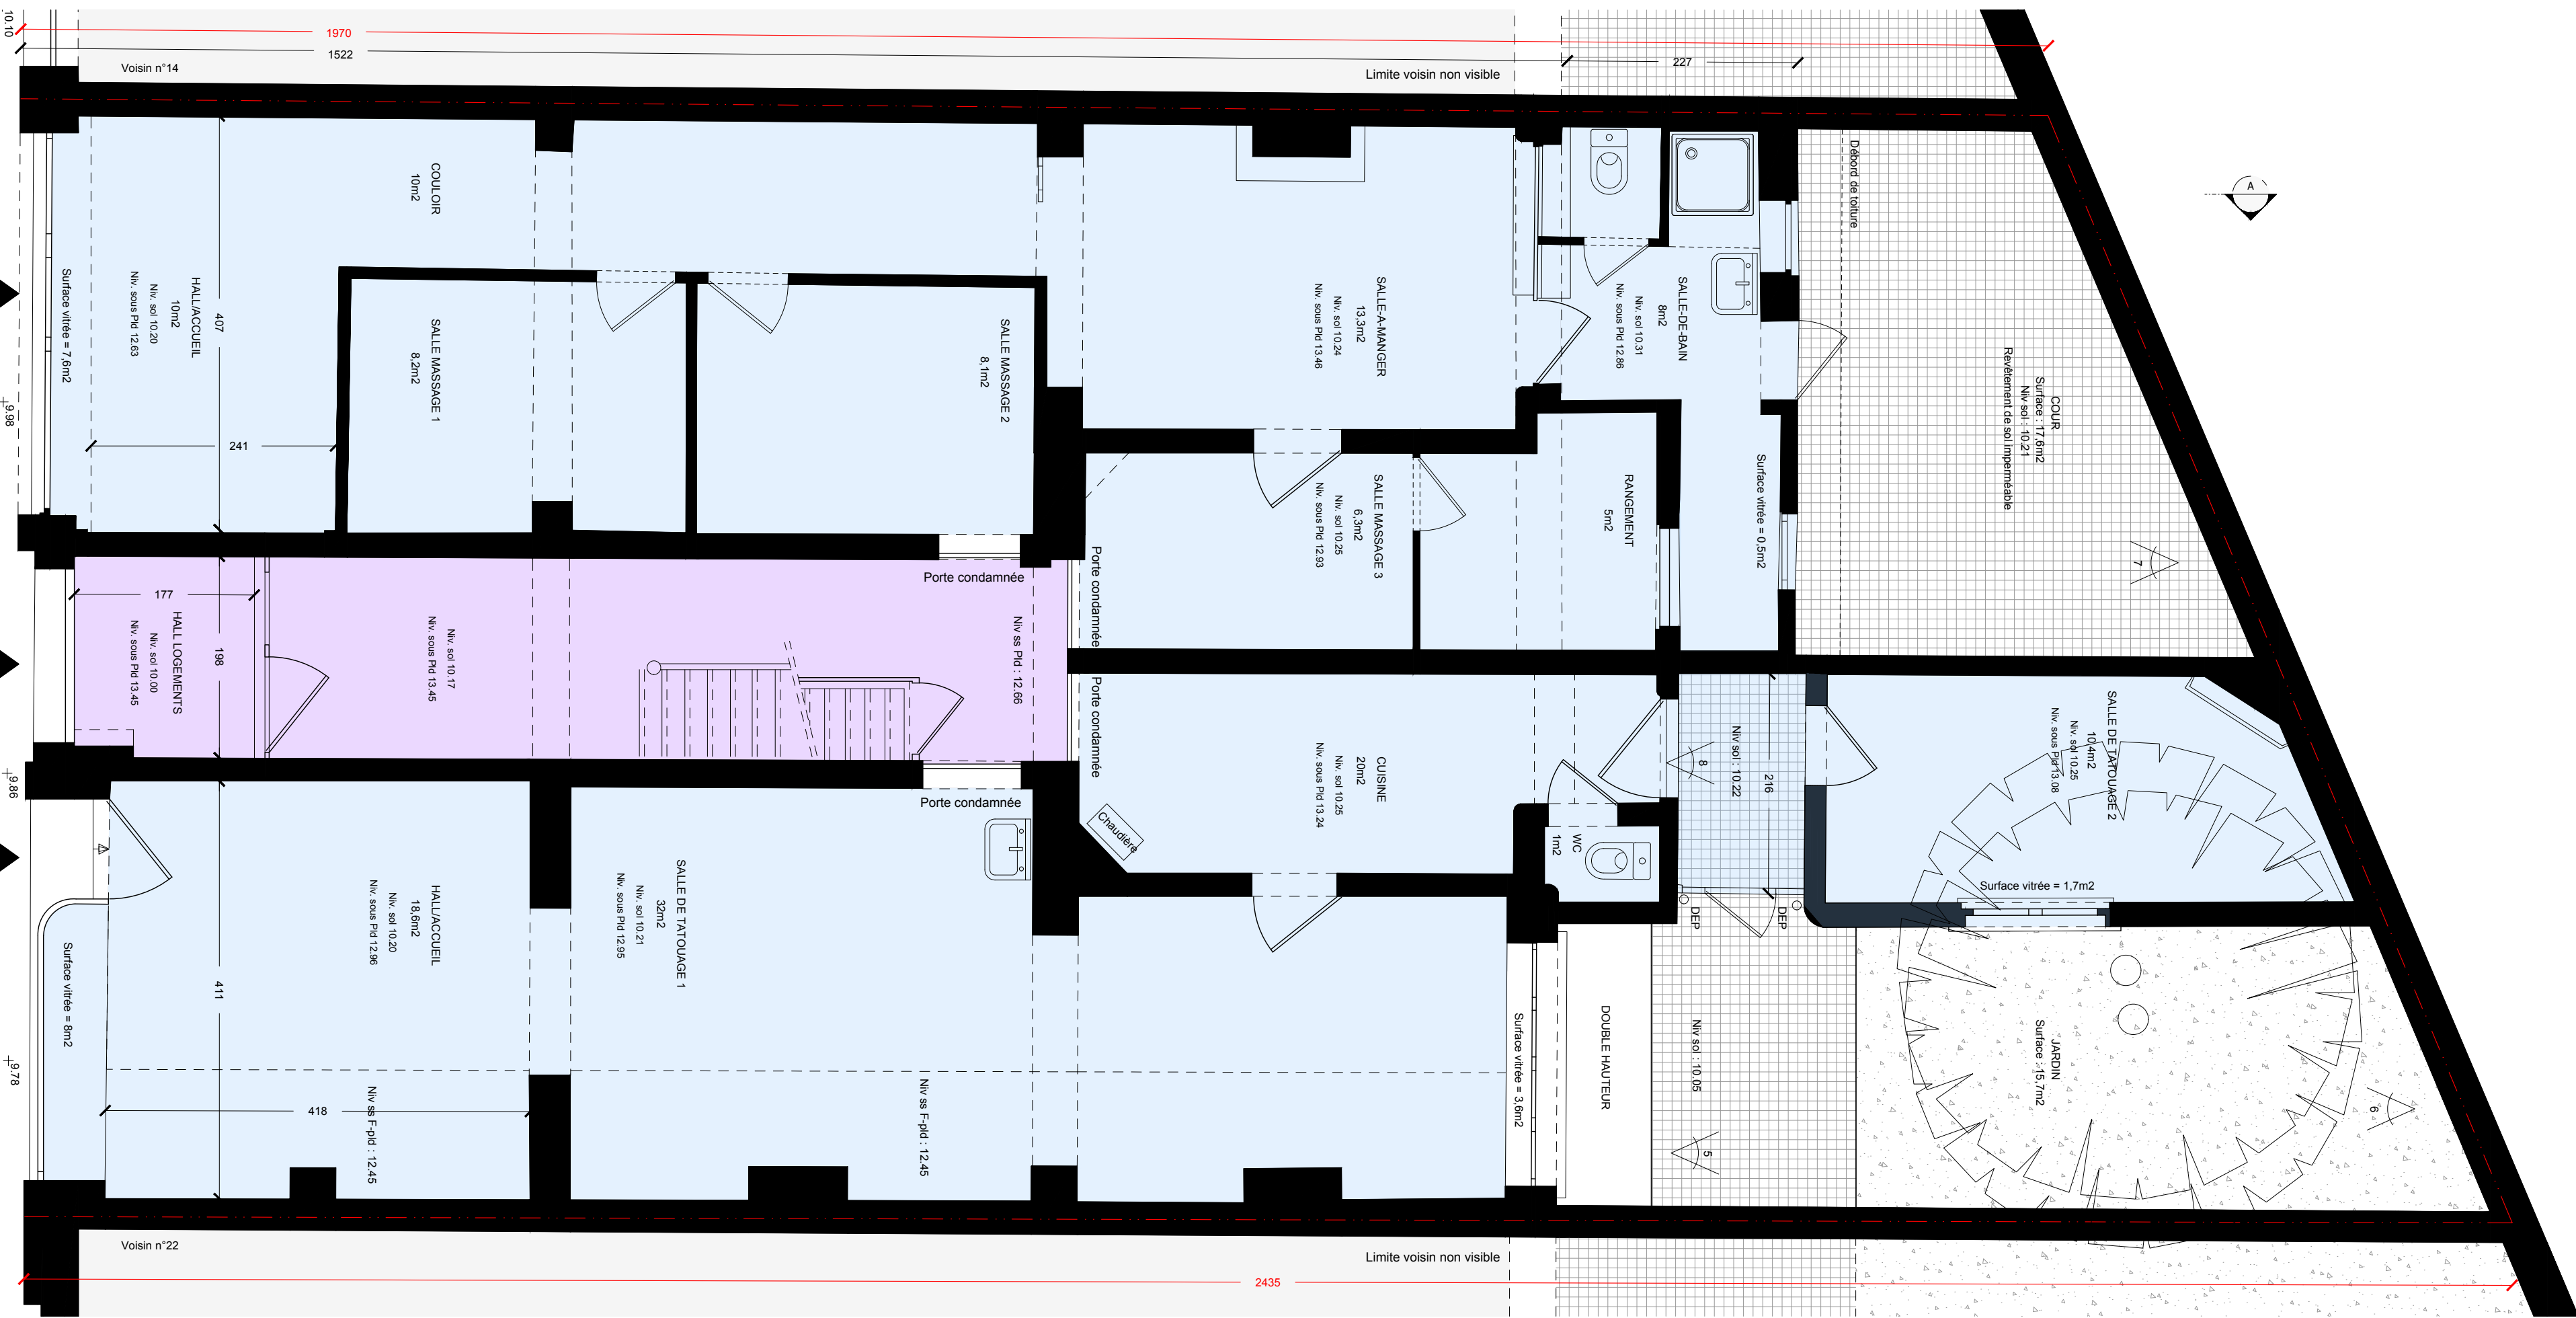 10.10
1970
1522
227
Voisin n°14
Limite voisin non visible
A
COULOIR
10m2
HALL/ACCUEIL
10m2
Niv. sol 10.20
Niv. sous Pld 12.63
Surface vitrée = 7,6m2
407
241
SALLE MASSAGE 1
8,2m2
SALLE MASSAGE 2
8,1m2
SALLE-A-MANGER
13,3m2
Niv. sol 10.24
Niv. sous Pld 13.46
SALLE-DE-BAIN
8m2
Niv. sol 10.31
Niv. sous Pld 12.86
Débord de toiture
COUR
Surface : 17,6m2
Niv sol : 10.21
Revêtement de sol imperméable
Surface vitrée = 0,5m2
RANGEMENT
5m2
SALLE MASSAGE 3
6,3m2
Niv. sol 10.25
Niv. sous Pld 12.93
7
9.98
Porte condamnée
Porte condamnée
177
198
HALL LOGEMENTS
Niv. sol 10.00
Niv. sous Pld 13.45
Niv. sol 10.17
Niv. sous Pld 13.45
Niv ss Pld : 12.66
Porte condamnée
Porte condamnée
CUISINE
20m2
Niv. sol 10.25
Niv. sous Pld 13.24
Chaudière
WC
1m2
8
Niv sol : 10.22
216
SALLE DE TATOUAGE 2
10,4m2
Niv. sol 10.25
Niv. sous Pld 13.08
Surface vitrée = 1,7m2
DEP
DEP
9.86
HALL/ACCUEIL
18,6m2
Niv. sol 10.20
Niv. sous Pld 12.96
411
418
Surface vitrée = 8m2
Niv ss F-pld : 12.45
SALLE DE TATOUAGE 1
32m2
Niv. sol 10.21
Niv. sous Pld 12.95
Niv ss F-pld : 12.45
Surface vitrée = 3,6m2
DOUBLE HAUTEUR
Niv sol : 10.05
5
JARDIN
Surface : 15,7m2
6
9.78
Voisin n°22
Limite voisin non visible
2435